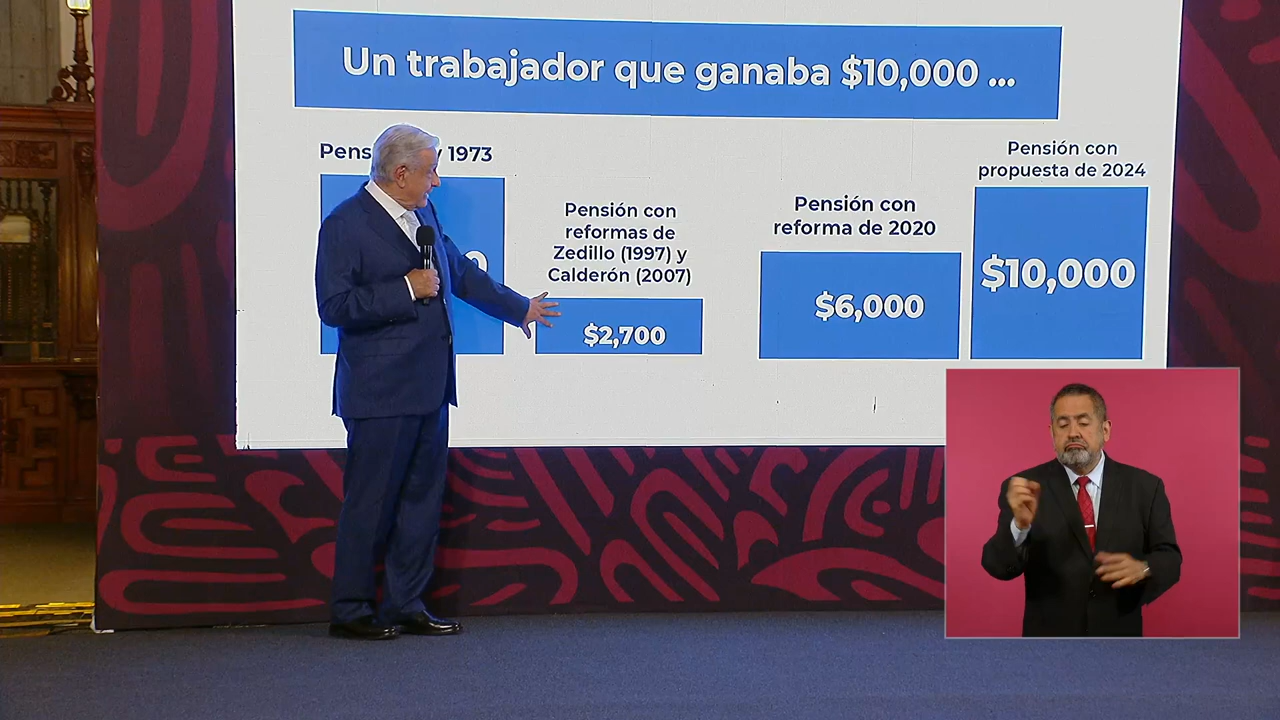 Un trabajador que ganaba $10,000 ...
1973
Pensión con
reformas de
Zedillo (1997) y
Calderón (2007)
$2,700
Pensión con
reforma de 2020
$6,000
Pensión con
propuesta de 2024
$10,000